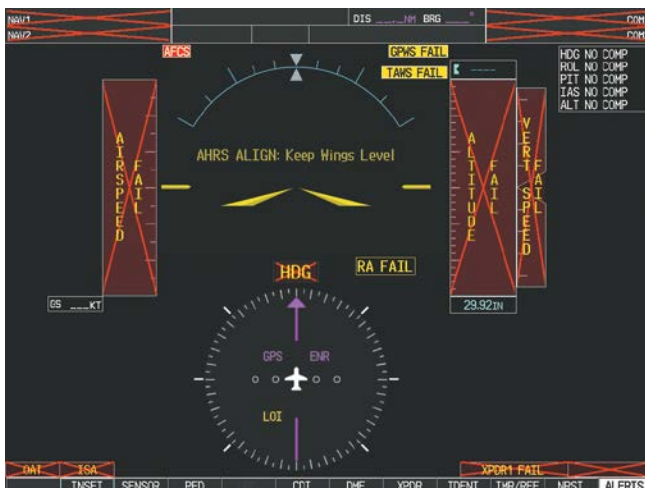 NAV1
NAV2
DIS __.__NM BRG ___°
COM
COM
AFCS
GPWS FAIL
TAWS FAIL
----
HDG NO COMP
ROL NO COMP
PIT NO COMP
IAS NO COMP
ALT NO COMP
AIRSPEED FAIL
ALTITUDE FAIL
VERT SPEED FAIL
AHRS ALIGN: Keep Wings Level
HDG
RA FAIL
GS ___KT
29.92IN
GPS ENR
LOI
OAT ISA
XPDR1 FAIL
INSET SENSOR PFD CDI DME XPDR IDENT TMR/REF NRST ALERTS